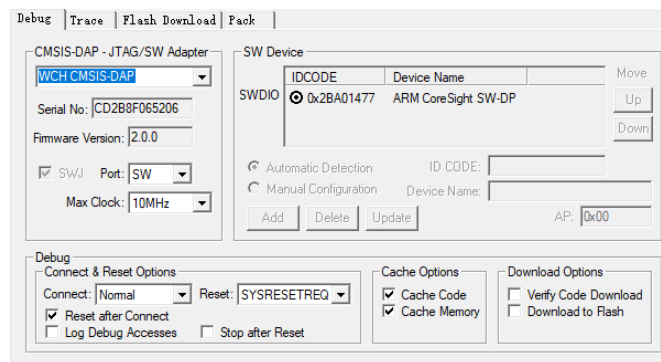 Debug | Trace | Flash Download | Pack
CMSIS-DAP - JTAG/SW Adapter
WCH CMSIS-DAP
Serial No: CD2B8F065206
Firmware Version: 2.0.0
SWJ Port: SW
Max Clock: 10MHz
SW Device
IDCODE Device Name Move
SWDIO 0x2BA01477 ARM CoreSight SW-DP Up
Down
Automatic Detection ID CODE:
Manual Configuration Device Name:
Add Delete Update AP: 0x00
Debug
Connect & Reset Options
Connect: Normal Reset: SYSRESETREQ
Reset after Connect
Log Debug Accesses Stop after Reset
Cache Options
Cache Code
Cache Memory
Download Options
Verify Code Download
Download to Flash